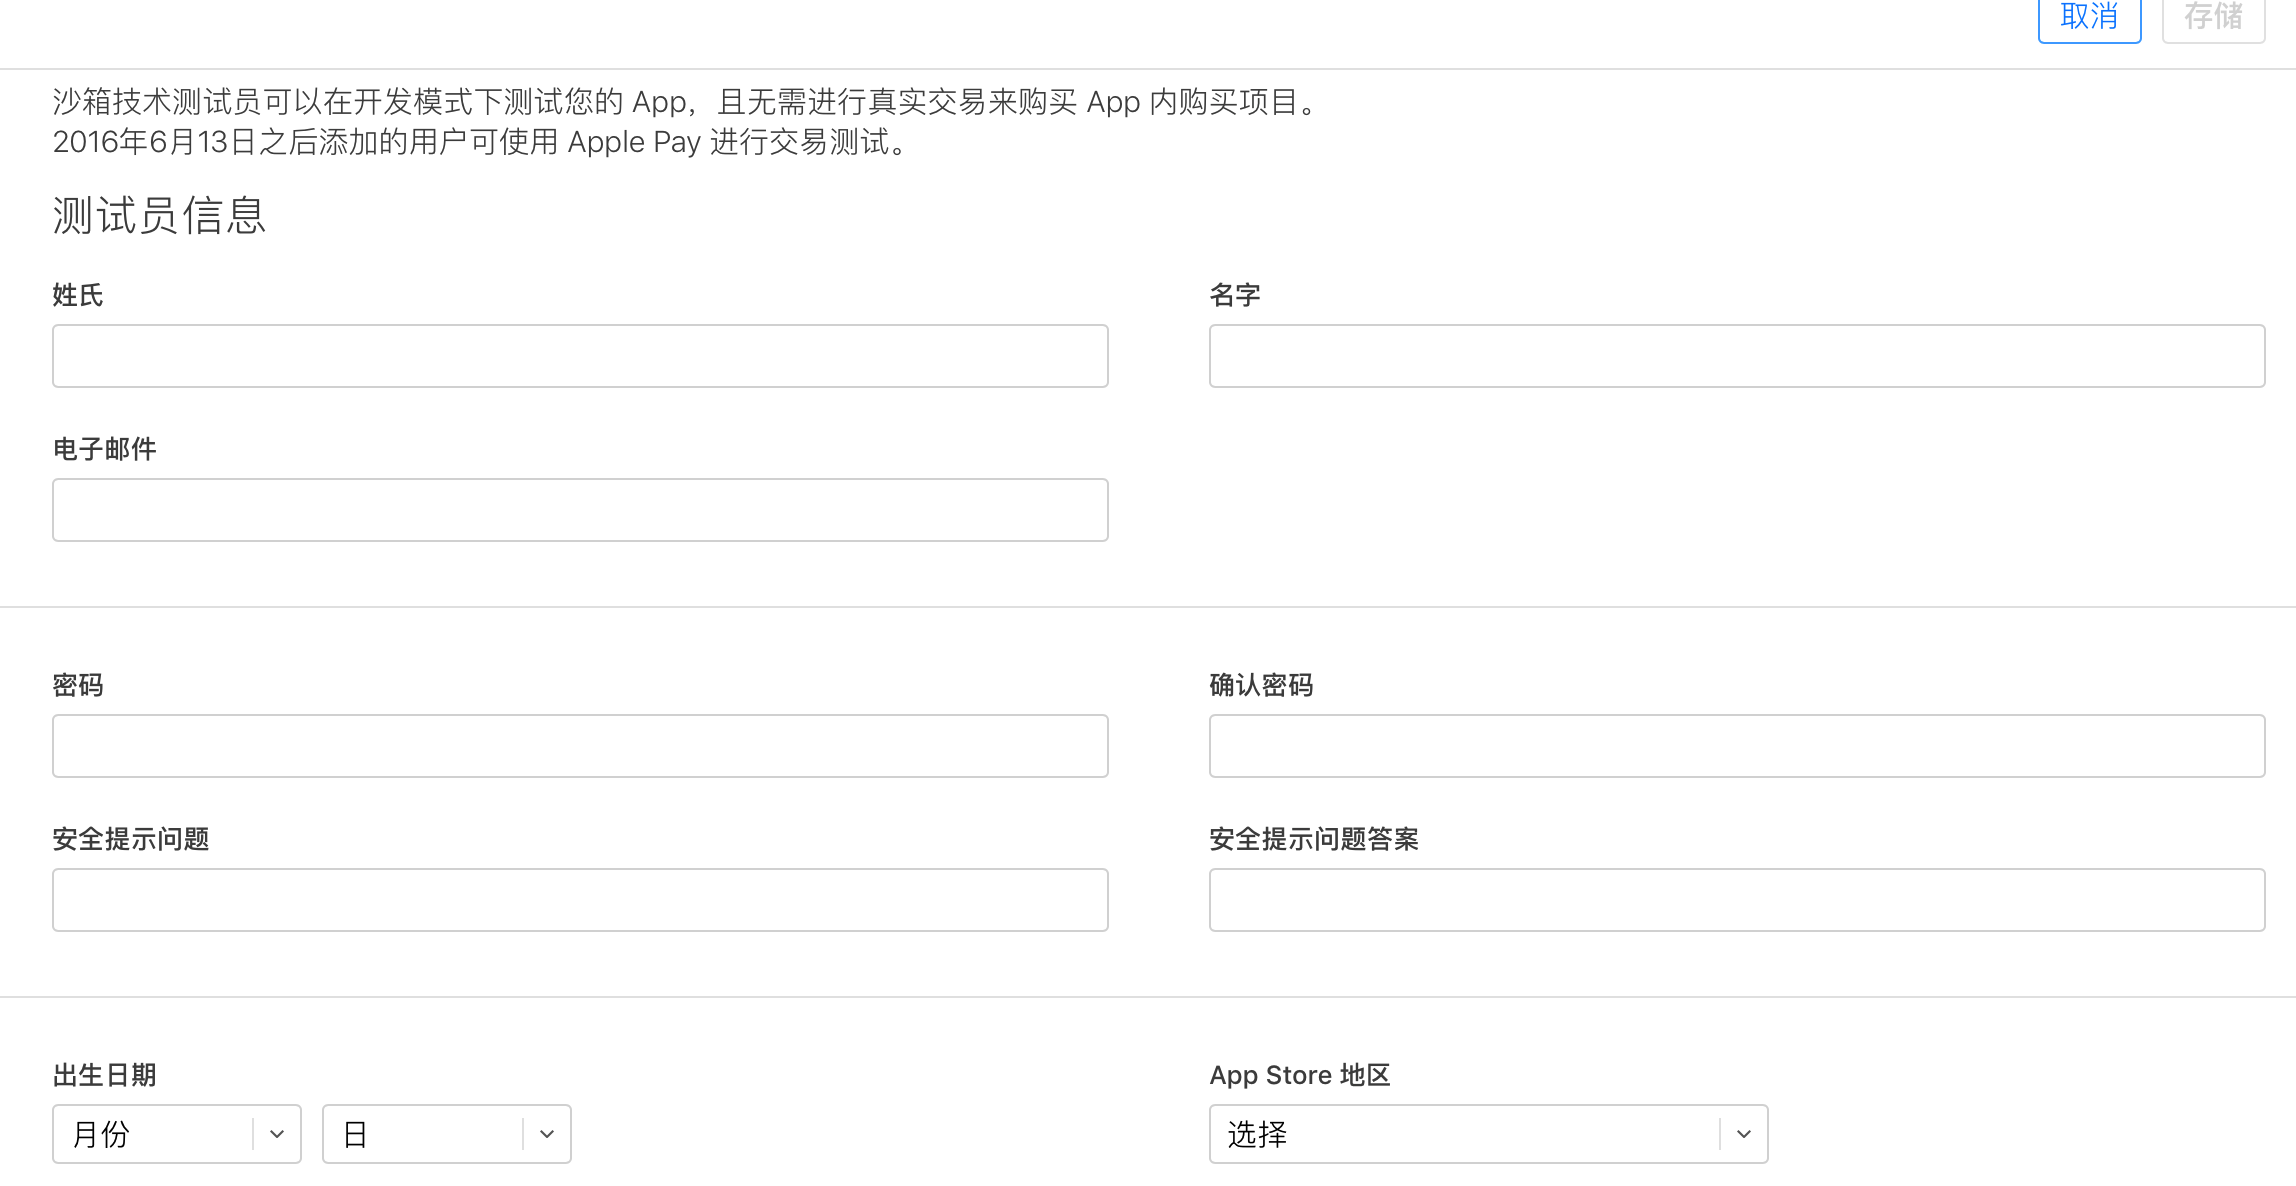 取消
存储
沙箱技术测试员可以在开发模式下测试您的 App，且无需进行真实交易来购买 App 内购买项目。
2016年6月13日之后添加的用户可使用 Apple Pay 进行交易测试。
测试员信息
姓氏
名字
电子邮件
密码
确认密码
安全提示问题
安全提示问题答案
出生日期
App Store 地区
月份
日
选择